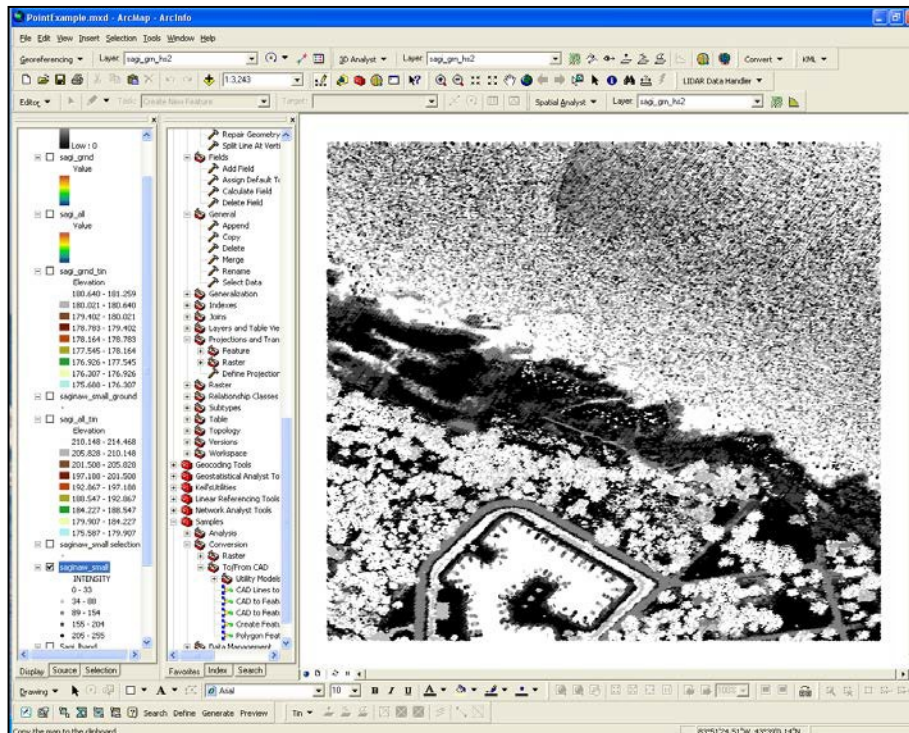 PointExample.mxd - ArcMap - ArcInfo
File Edit View Insert Selection Tools Window Help
Georeferencing Layer: sagi_grn_hs2 3D Analyst Layer: sagi_grn_hs2 Convert KML
1:3,243 LIDAR Data Handler
Editor Task: Create New Feature Target: Spatial Analyst Layer: sagi_grn_hs2
Low : 0
sagi_grnd
Value
sagi_all
Value
sagi_grnd_tin
Elevation
180.640 - 181.259
180.021 - 180.640
179.402 - 180.021
178.783 - 179.402
178.164 - 178.783
177.545 - 178.164
176.926 - 177.545
176.307 - 176.926
175.688 - 176.307
saginaw_small_ground
sagi_all_tin
Elevation
210.148 - 214.468
205.828 - 210.148
201.508 - 205.828
197.188 - 201.508
192.867 - 197.188
188.547 - 192.867
184.227 - 188.547
179.907 - 184.227
175.587 - 179.907
saginaw_small selection
saginaw_small
INTENSITY
0 - 33
34 - 88
89 - 154
155 - 204
205 - 255
Display Source Selection
Repair Geometry
Split Line At Verti
Fields
Add Field
Assign Default To
Calculate Field
Delete Field
General
Append
Copy
Delete
Merge
Rename
Select Data
Generalization
Indexes
Joins
Layers and Table Vie
Projections and Tran
Feature
Raster
Define Projection
Raster
Relationship Classes
Subtypes
Table
Topology
Versions
Workspace
Geocoding Tools
Geostatistical Analyst To
Keil'sUtilities
Linear Referencing Tools
Network Analyst Tools
Samples
Analysis
Conversion
Raster
To/From CAD
Utility Models
CAD Lines to
CAD to Featu
CAD to Featu
Create Featu
Polygon Feat
Data Management
Favorites Index Search
Drawing A Arial 10 B I U A 100%
Search Define Generate Preview Tin
Copy the map to the clipboard